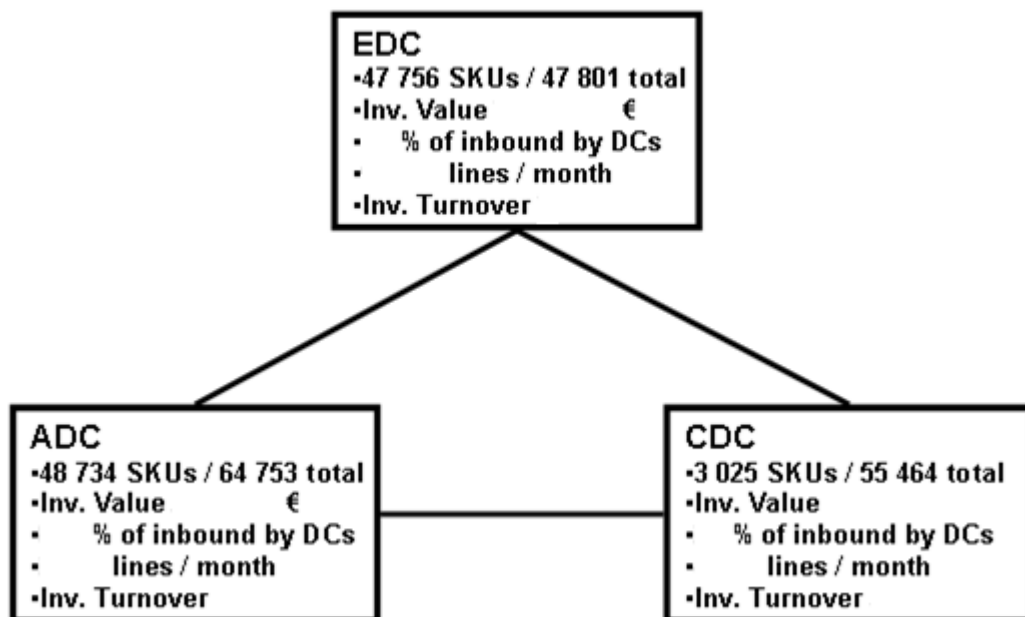 EDC
▪47 756 SKUs / 47 801 total
▪Inv. Value €
▪ % of inbound by DCs
▪ lines / month
▪Inv. Turnover
ADC
▪48 734 SKUs / 64 753 total
▪Inv. Value €
▪ % of inbound by DCs
▪ lines / month
▪Inv. Turnover
CDC
▪3 025 SKUs / 55 464 total
▪Inv. Value
▪ % of inbound by DCs
▪ lines / month
▪Inv. Turnover